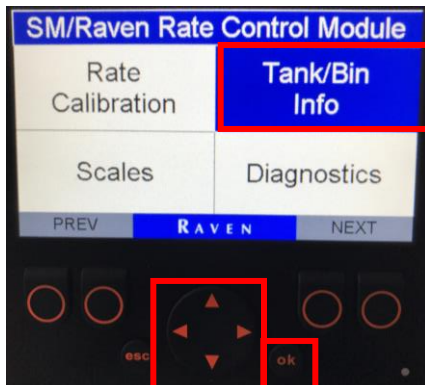 SM/Raven Rate Control Module
Rate
Calibration
Tank/Bin
Info
Scales
Diagnostics
PREV
RAVEN
NEXT
esc
ok